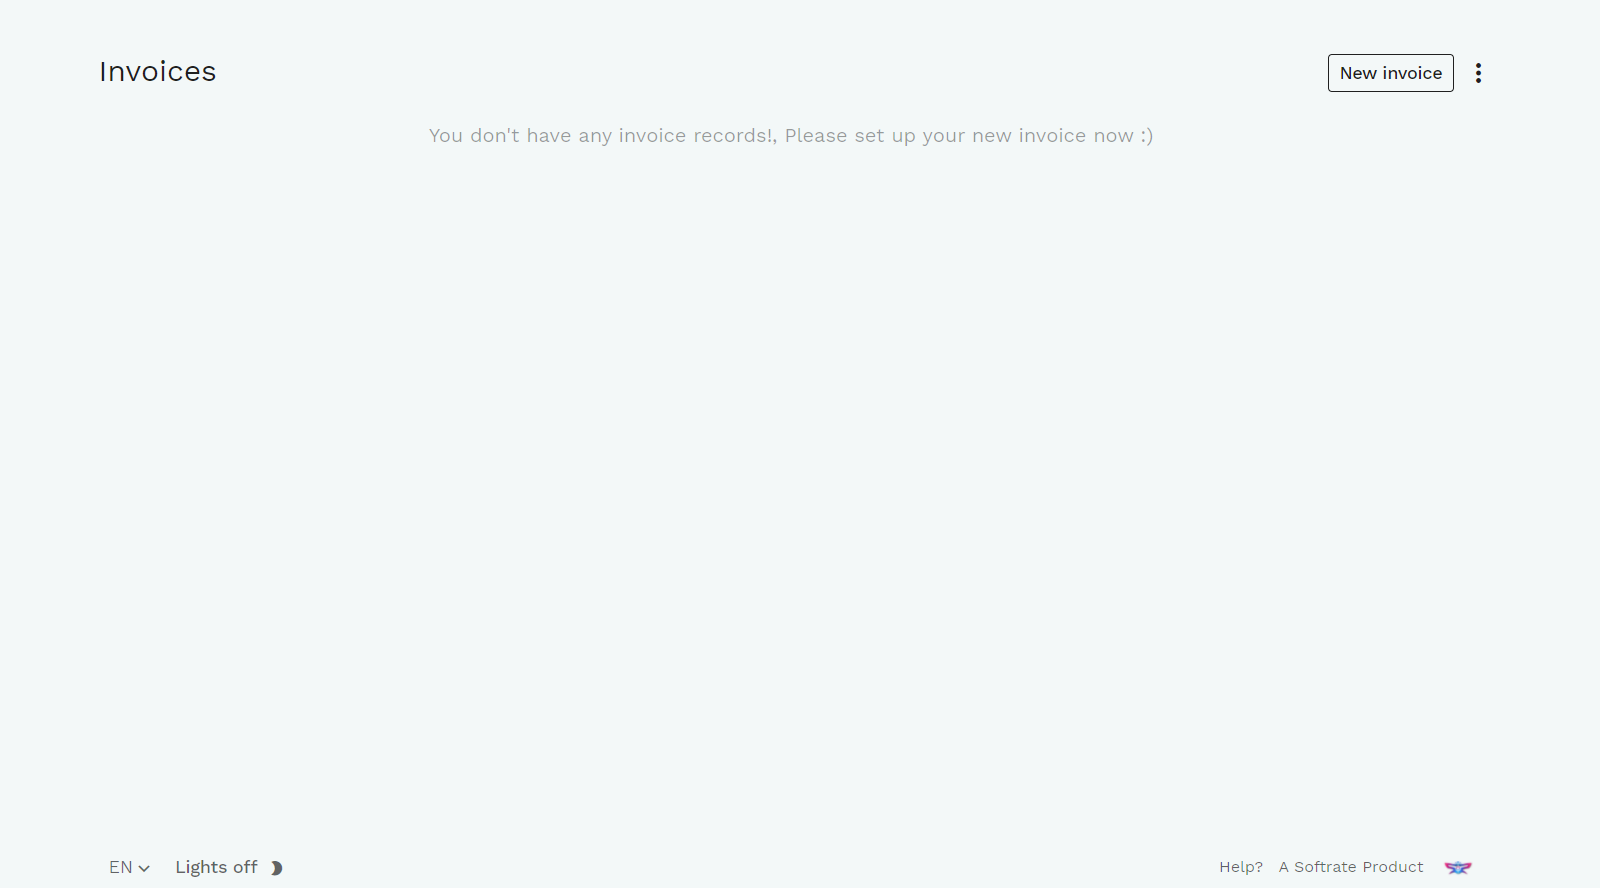 Invoices
New invoice
You don't have any invoice records!, Please set up your new invoice now :)
EN
Lights off
Help?
A Softrate Product